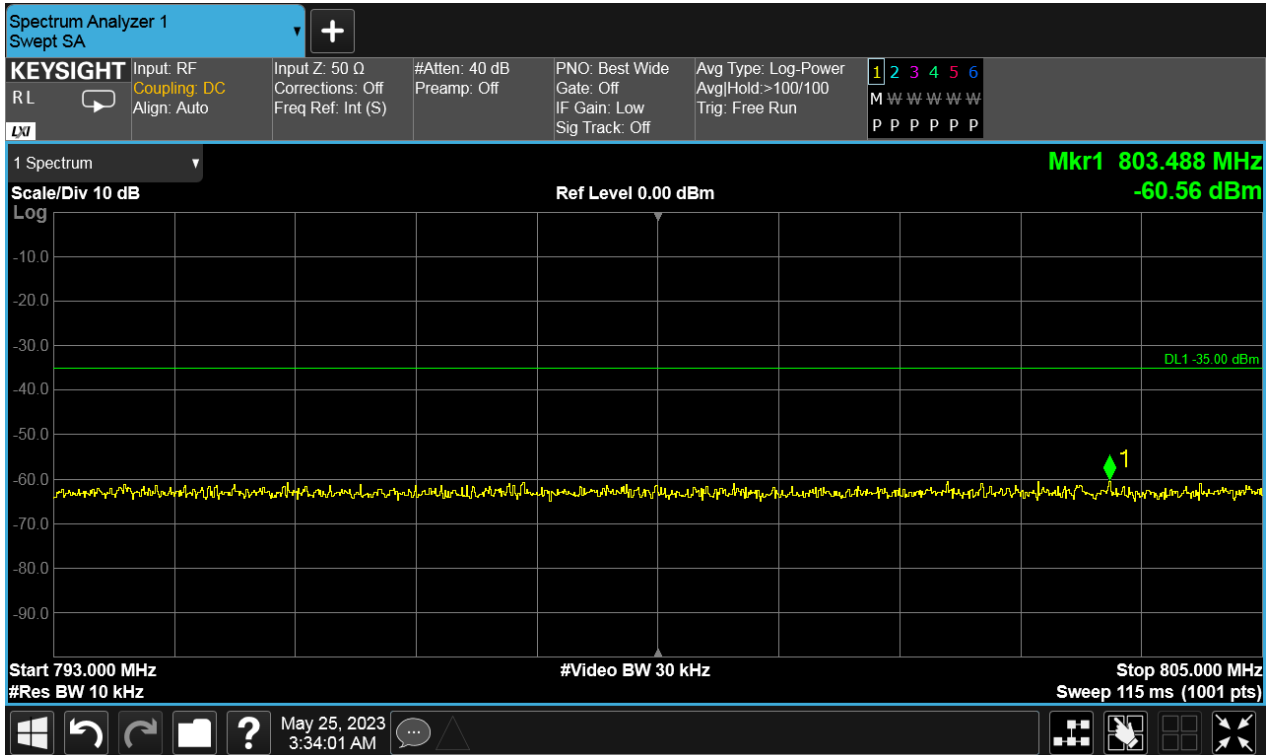 Spectrum Analyzer 1
Swept SA
+
KEYSIGHT
RL
LXI
Input: RF
Coupling: DC
Align: Auto
Input Z: 50 Ω
Corrections: Off
Freq Ref: Int (S)
#Atten: 40 dB
Preamp: Off
PNO: Best Wide
Gate: Off
IF Gain: Low
Sig Track: Off
Avg Type: Log-Power
Avg|Hold:>100/100
Trig: Free Run
1 2 3 4 5 6
M W W W W W
P P P P P P
1 Spectrum
Mkr1 803.488 MHz
-60.56 dBm
Scale/Div 10 dB
Ref Level 0.00 dBm
Log
-10.0
-20.0
-30.0
DL1 -35.00 dBm
-40.0
-50.0
1
-60.0
-70.0
-80.0
-90.0
Start 793.000 MHz
#Video BW 30 kHz
Stop 805.000 MHz
#Res BW 10 kHz
Sweep 115 ms (1001 pts)
?
May 25, 2023
3:34:01 AM